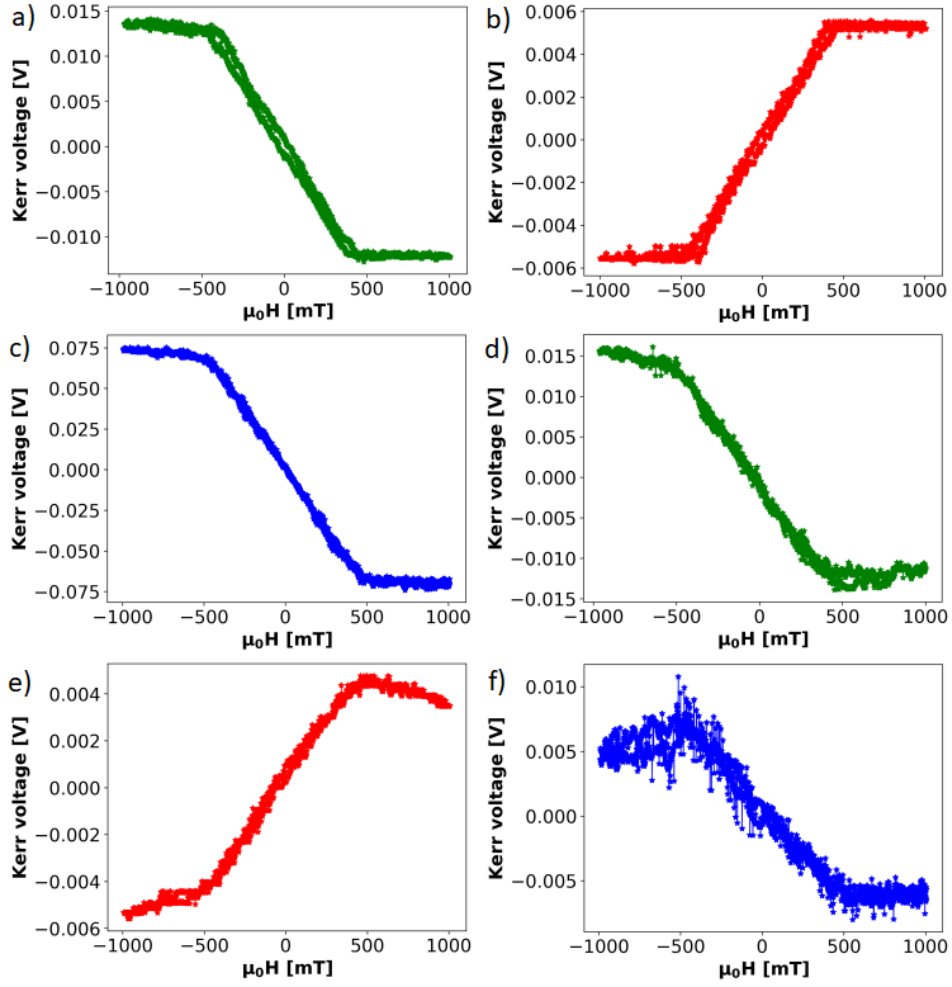 a)
0.015
0.010
0.005
0.000
−0.005
−0.010
Kerr voltage [V]
−1000 −500 0 500 1000
μ₀H [mT]
b)
0.006
0.004
0.002
0.000
−0.002
−0.004
−0.006
Kerr voltage [V]
−1000 −500 0 500 1000
μ₀H [mT]
c)
0.075
0.050
0.025
0.000
−0.025
−0.050
−0.075
Kerr voltage [V]
−1000 −500 0 500 1000
μ₀H [mT]
d)
0.015
0.010
0.005
0.000
−0.005
−0.010
−0.015
Kerr voltage [V]
−1000 −500 0 500 1000
μ₀H [mT]
e)
0.004
0.002
0.000
−0.002
−0.004
−0.006
Kerr voltage [V]
−1000 −500 0 500 1000
μ₀H [mT]
f)
0.010
0.005
0.000
−0.005
Kerr voltage [V]
−1000 −500 0 500 1000
μ₀H [mT]